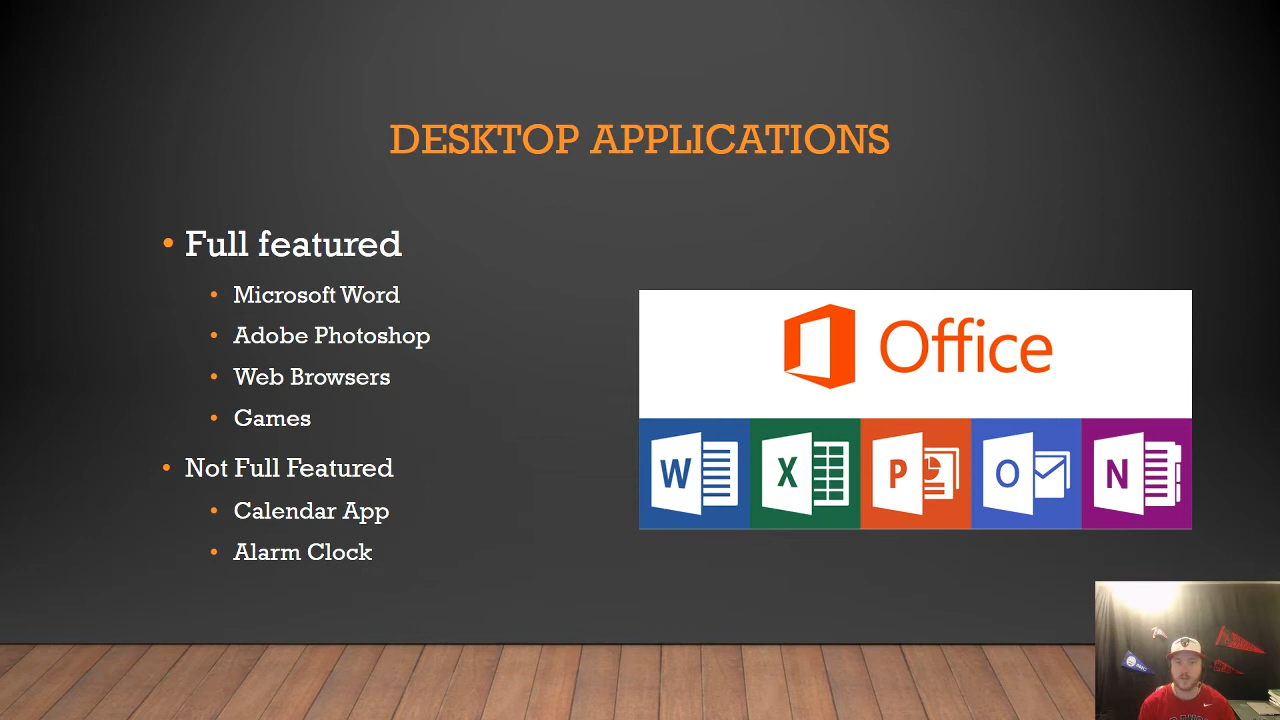 DESKTOP APPLICATIONS
• Full featured
• Microsoft Word
• Adobe Photoshop
• Web Browsers
• Games
• Not Full Featured
• Calendar App
• Alarm Clock
Office
W X P O N